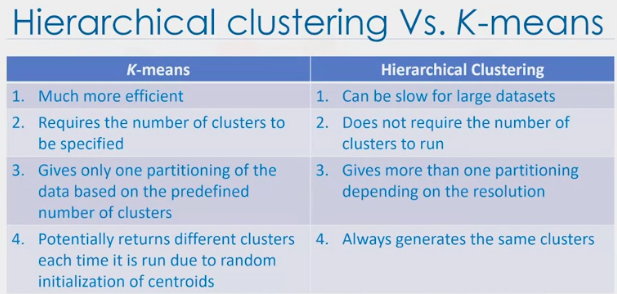 Hierarchical clustering Vs. K-means
K-means
Hierarchical Clustering
1. Much more efficient
1. Can be slow for large datasets
2. Requires the number of clusters to
be specified
2. Does not require the number of
clusters to run
3. Gives only one partitioning of the
data based on the predefined
number of clusters
3. Gives more than one partitioning
depending on the resolution
4. Potentially returns different clusters
each time it is run due to random
initialization of centroids
4. Always generates the same clusters